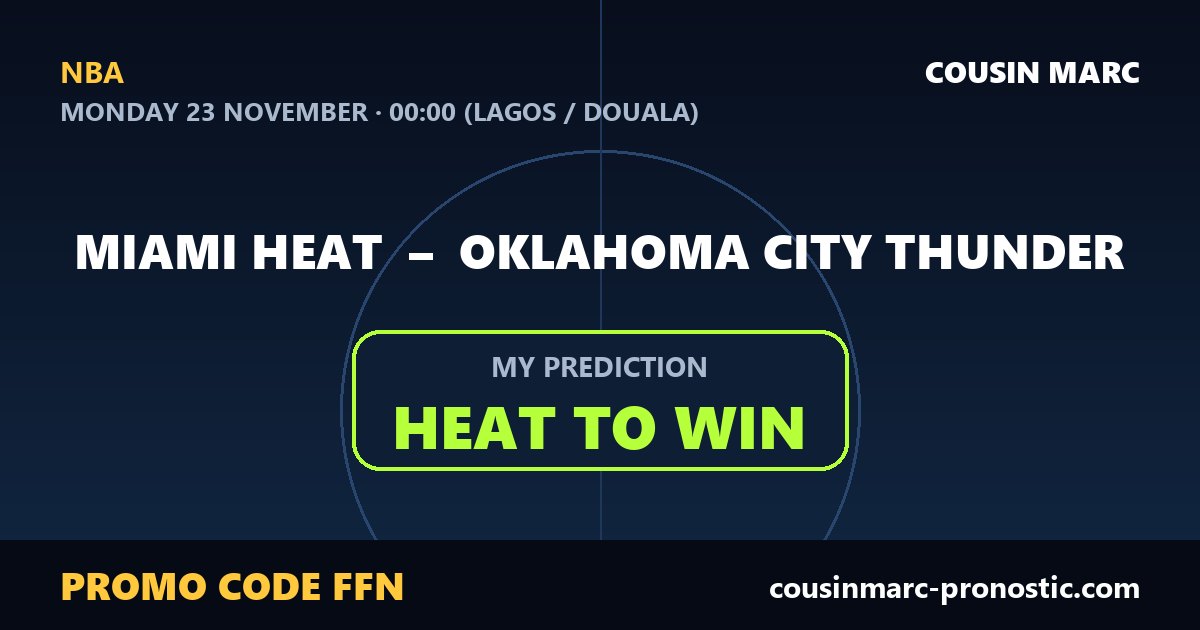 NBA
COUSIN MARC
MONDAY 23 NOVEMBER · 00:00 (LAGOS / DOUALA)
MIAMI HEAT – OKLAHOMA CITY THUNDER
MY PREDICTION
HEAT TO WIN
PROMO CODE FFN
cousinmarc-pronostic.com